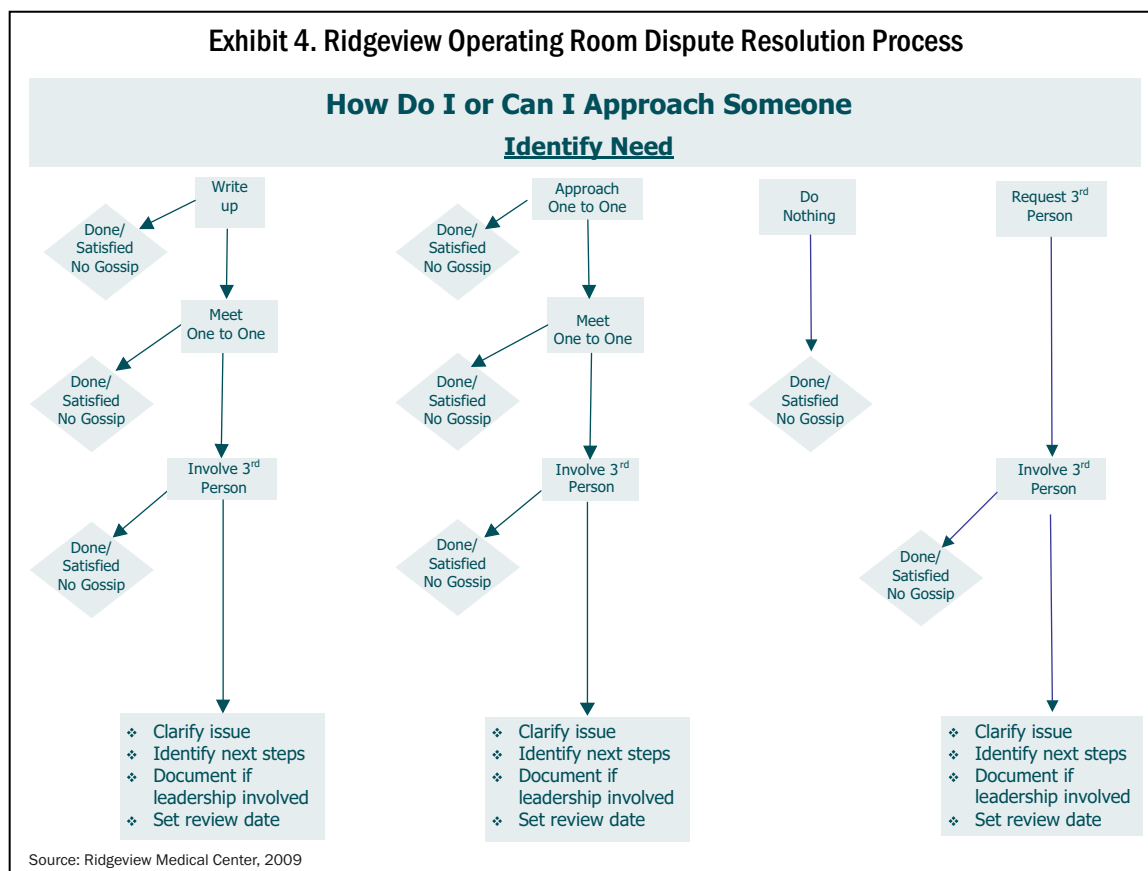 Exhibit 4. Ridgeview Operating Room Dispute Resolution Process
How Do I or Can I Approach Someone
Identify Need
Write
up
Done/
Satisfied
No Gossip
Meet
One to One
Done/
Satisfied
No Gossip
Involve 3rd
Person
Done/
Satisfied
No Gossip
❖ Clarify issue
❖ Identify next steps
❖ Document if
leadership involved
❖ Set review date
Approach
One to One
Done/
Satisfied
No Gossip
Meet
One to One
Done/
Satisfied
No Gossip
Involve 3rd
Person
Done/
Satisfied
No Gossip
❖ Clarify issue
❖ Identify next steps
❖ Document if
leadership involved
❖ Set review date
Do
Nothing
Done/
Satisfied
No Gossip
Request 3rd
Person
Involve 3rd
Person
Done/
Satisfied
No Gossip
❖ Clarify issue
❖ Identify next steps
❖ Document if
leadership involved
❖ Set review date
Source: Ridgeview Medical Center, 2009